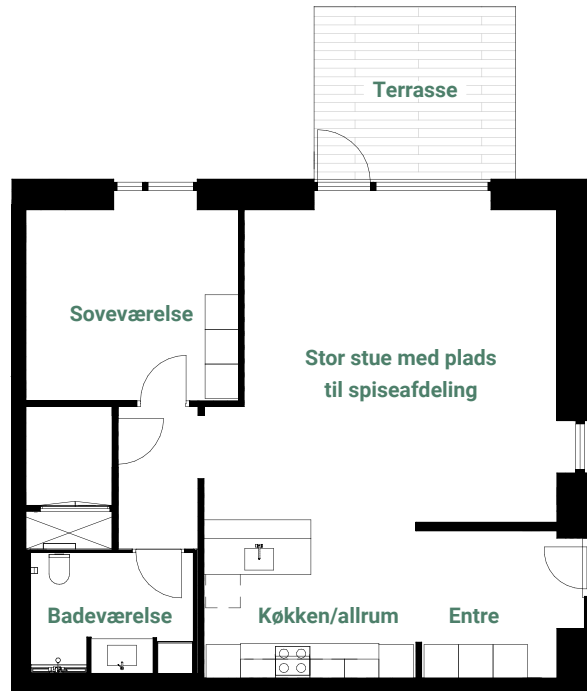 Terrasse
Soveværelse
Stor stue med plads
til spiseafdeling
Badeværelse
Køkken/allrum
Entre